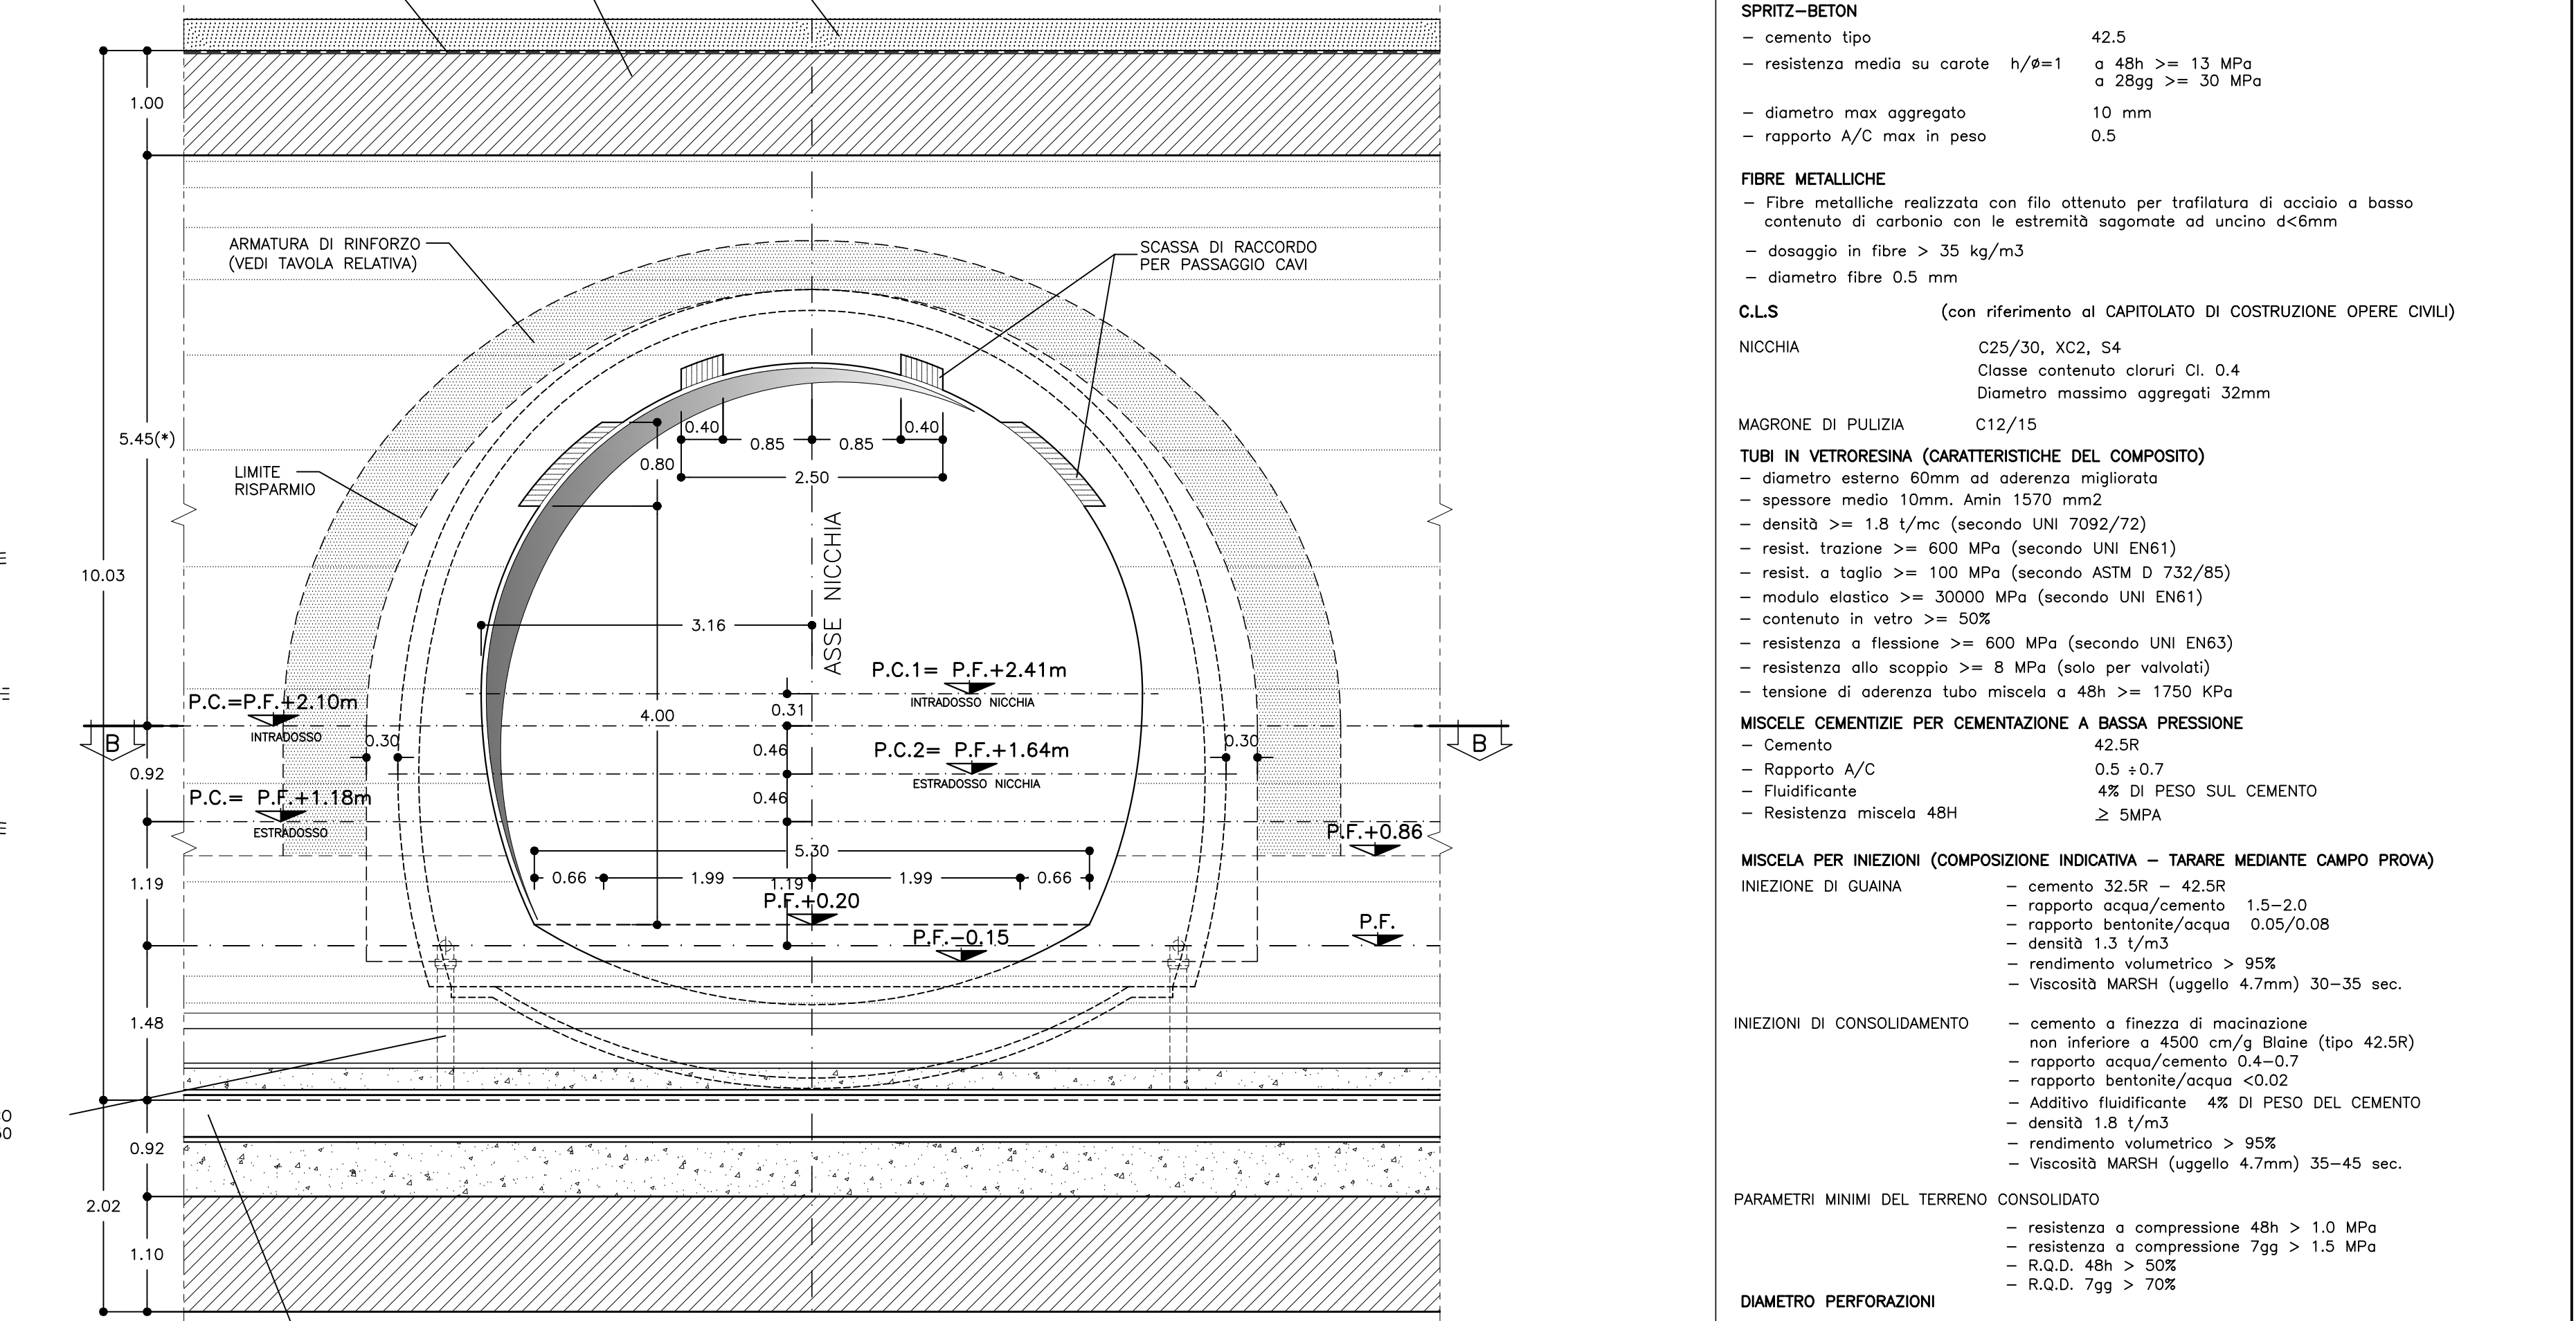 1.00
5.45(*)
10.03
0.92
1.19
1.48
0.92
2.02
1.10
ARMATURA DI RINFORZO
(VEDI TAVOLA RELATIVA)
SCASSA DI RACCORDO
PER PASSAGGIO CAVI
LIMITE
RISPARMIO
0.40
0.85
0.85
0.40
0.80
2.50
ASSE NICCHIA
3.16
P.C.1= P.F.+2.41m
INTRADOSSO NICCHIA
P.C.=P.F.+2.10m
INTRADOSSO
4.00
0.31
B
0.30
0.46
P.C.2= P.F.+1.64m
ESTRADOSSO NICCHIA
0.30
B
P.C.= P.F.+1.18m
ESTRADOSSO
0.46
P.F.+0.86
5.30
0.66
1.99
1.19
1.99
0.66
P.F.+0.20
P.F.
P.F.-0.15
SPRITZ-BETON
- cemento tipo 42.5
- resistenza media su carote h/ø=1 a 48h >= 13 MPa
a 28gg >= 30 MPa
- diametro max aggregato 10 mm
- rapporto A/C max in peso 0.5
FIBRE METALLICHE
- Fibre metalliche realizzata con filo ottenuto per trafilatura di acciaio a basso
contenuto di carbonio con le estremità sagomate ad uncino d<6mm
- dosaggio in fibre > 35 kg/m3
- diametro fibre 0.5 mm
C.L.S (con riferimento al CAPITOLATO DI COSTRUZIONE OPERE CIVILI)
NICCHIA C25/30, XC2, S4
Classe contenuto cloruri Cl. 0.4
Diametro massimo aggregati 32mm
MAGRONE DI PULIZIA C12/15
TUBI IN VETRORESINA (CARATTERISTICHE DEL COMPOSITO)
- diametro esterno 60mm ad aderenza migliorata
- spessore medio 10mm. Amin 1570 mm2
- densità >= 1.8 t/mc (secondo UNI 7092/72)
- resist. trazione >= 600 MPa (secondo UNI EN61)
- resist. a taglio >= 100 MPa (secondo ASTM D 732/85)
- modulo elastico >= 30000 MPa (secondo UNI EN61)
- contenuto in vetro >= 50%
- resistenza a flessione >= 600 MPa (secondo UNI EN63)
- resistenza allo scoppio >= 8 MPa (solo per valvolati)
- tensione di aderenza tubo miscela a 48h >= 1750 KPa
MISCELE CEMENTIZIE PER CEMENTAZIONE A BASSA PRESSIONE
- Cemento 42.5R
- Rapporto A/C 0.5 ÷0.7
- Fluidificante 4% DI PESO SUL CEMENTO
- Resistenza miscela 48H ≥ 5MPA
MISCELA PER INIEZIONI (COMPOSIZIONE INDICATIVA - TARARE MEDIANTE CAMPO PROVA)
INIEZIONE DI GUAINA - cemento 32.5R - 42.5R
- rapporto acqua/cemento 1.5-2.0
- rapporto bentonite/acqua 0.05/0.08
- densità 1.3 t/m3
- rendimento volumetrico > 95%
- Viscosità MARSH (uggello 4.7mm) 30-35 sec.
INIEZIONI DI CONSOLIDAMENTO - cemento a finezza di macinazione
non inferiore a 4500 cm/g Blaine (tipo 42.5R)
- rapporto acqua/cemento 0.4-0.7
- rapporto bentonite/acqua <0.02
- Additivo fluidificante 4% DI PESO DEL CEMENTO
- densità 1.8 t/m3
- rendimento volumetrico > 95%
- Viscosità MARSH (uggello 4.7mm) 35-45 sec.
PARAMETRI MINIMI DEL TERRENO CONSOLIDATO
- resistenza a compressione 48h > 1.0 MPa
- resistenza a compressione 7gg > 1.5 MPa
- R.Q.D. 48h > 50%
- R.Q.D. 7gg > 70%
DIAMETRO PERFORAZIONI